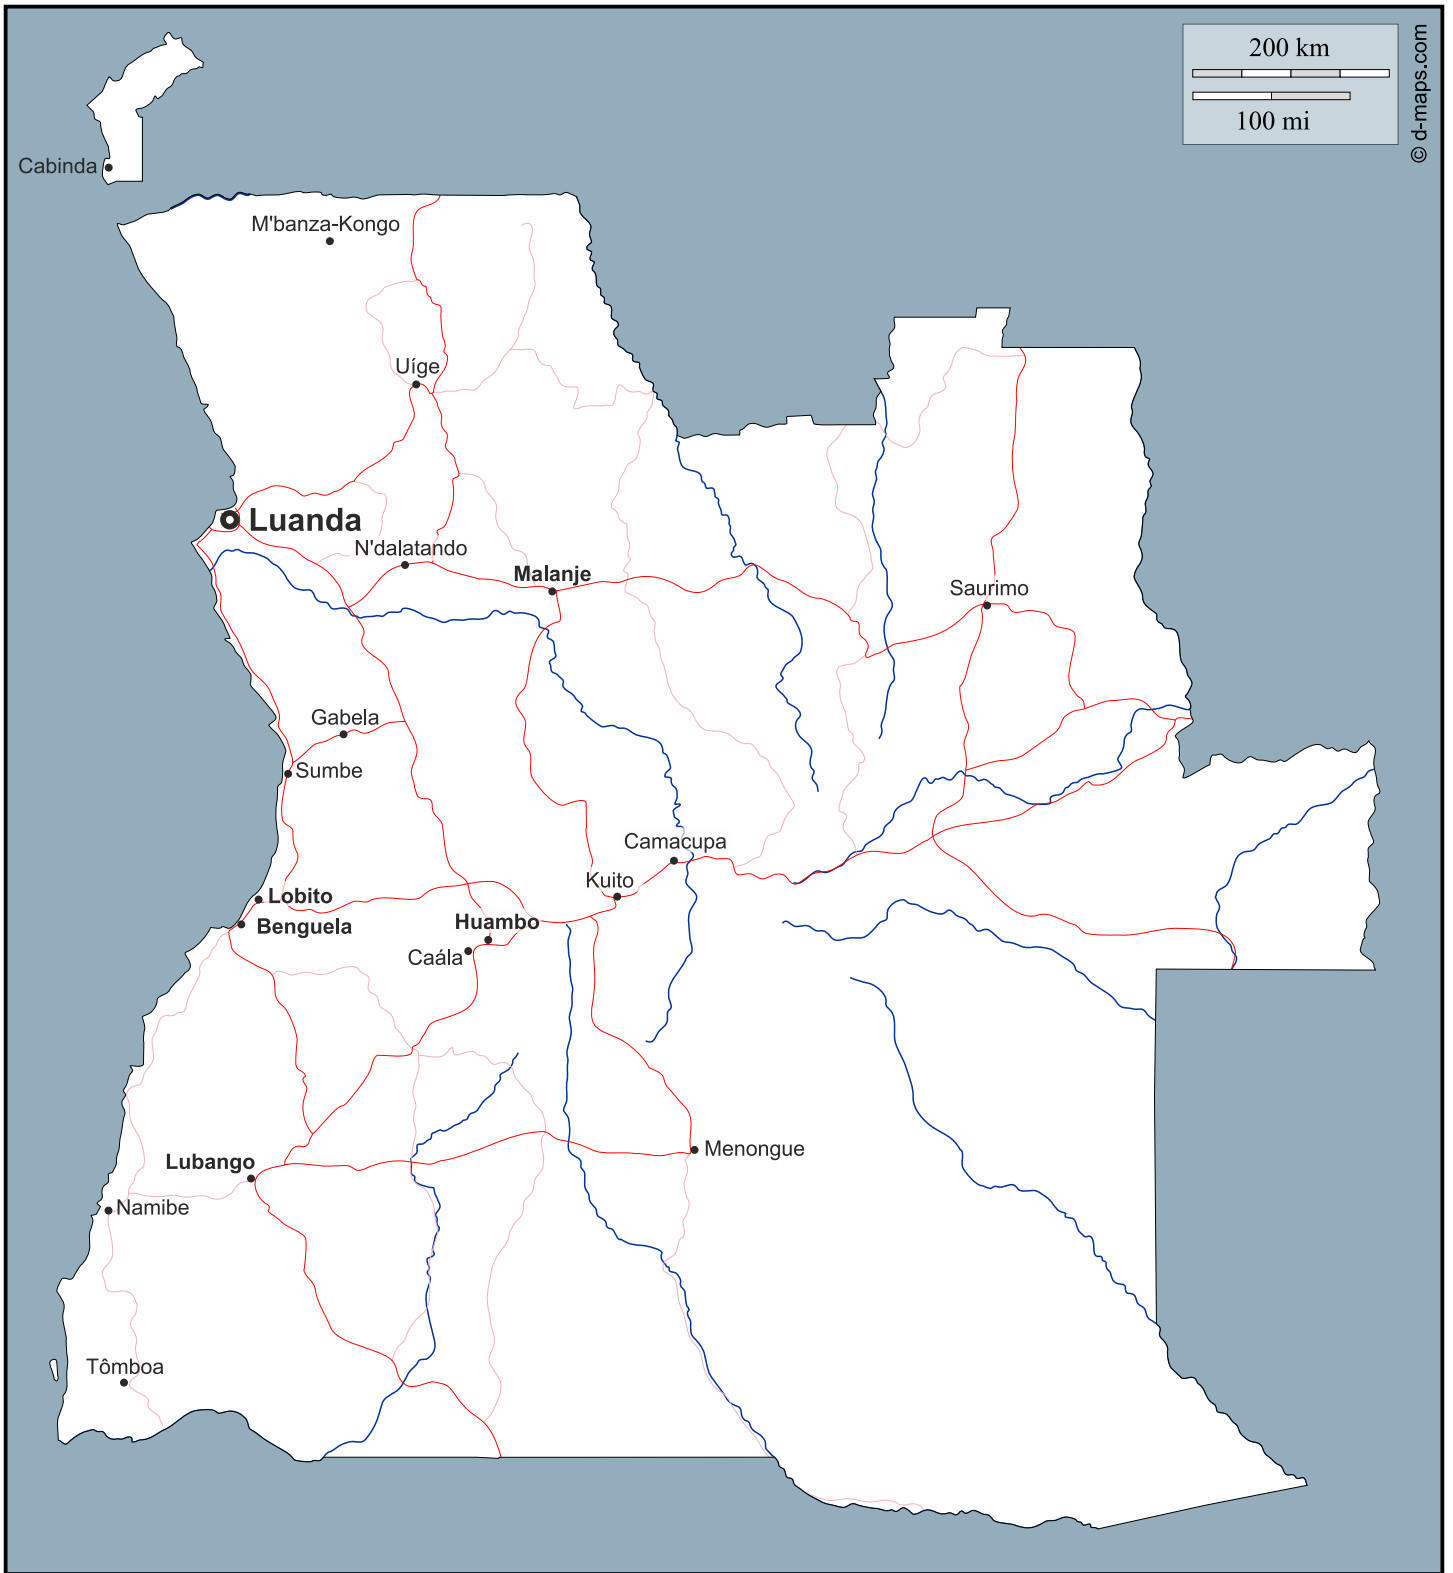 200 km
100 mi
© d-maps.com
Cabinda
M'banza-Kongo
Uíge
Luanda
N'dalatando
Malanje
Saurimo
Gabela
Sumbe
Camacupa
Kuito
Lobito
Benguela
Huambo
Caála
Menongue
Lubango
Namibe
Tômboa